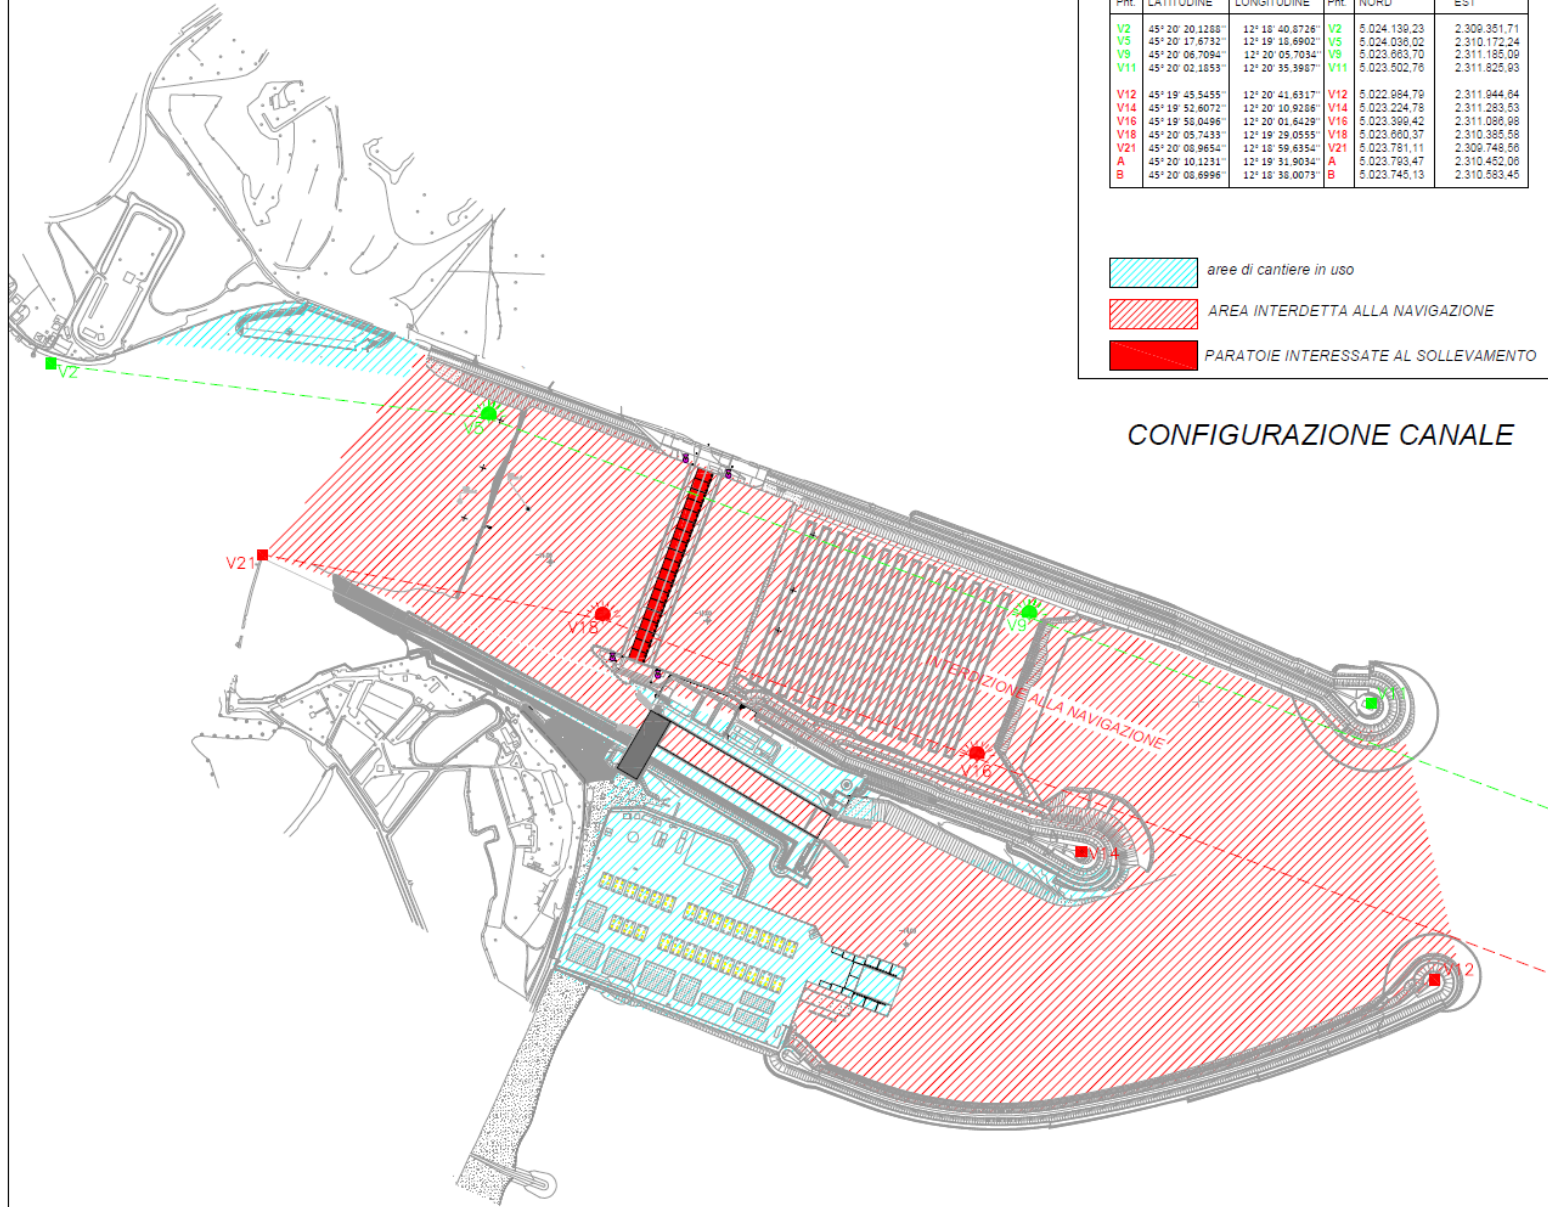 Pnt. LATITUDINE LONGITUDINE Pnt. NORD EST
V2 45° 20' 20,1288'' 12° 18' 40,8726'' V2 5.024.139,23 2.309.351,71
V5 45° 20' 17,6732'' 12° 19' 18,6902'' V5 5.024.036,02 2.310.172,24
V9 45° 20' 06,7094'' 12° 20' 05,7034'' V9 5.023.663,70 2.311.185,09
V11 45° 20' 02,1853'' 12° 20' 35,3987'' V11 5.023.502,76 2.311.825,93
V12 45° 19' 45,5455'' 12° 20' 41,6317'' V12 5.022.984,79 2.311.944,64
V14 45° 19' 52,6072'' 12° 20' 10,9286'' V14 5.023.224,78 2.311.283,53
V16 45° 19' 58,0496'' 12° 20' 01,6429'' V16 5.023.399,42 2.311.086,98
V18 45° 20' 05,7433'' 12° 19' 29,0555'' V18 5.023.660,37 2.310.385,58
V21 45° 20' 08,9654'' 12° 18' 59,6354'' V21 5.023.781,11 2.309.748,56
A 45° 20' 10,1231'' 12° 19' 31,9034'' A 5.023.793,47 2.310.452,06
B 45° 20' 08,6996'' 12° 18' 38,0073'' B 5.023.745,13 2.310.583,45
aree di cantiere in uso
AREA INTERDETTA ALLA NAVIGAZIONE
PARATOIE INTERESSATE AL SOLLEVAMENTO
CONFIGURAZIONE CANALE
V2
V5
V21
V18
V9
INTERDIZIONE ALLA NAVIGAZIONE
V11
V16
V14
V12